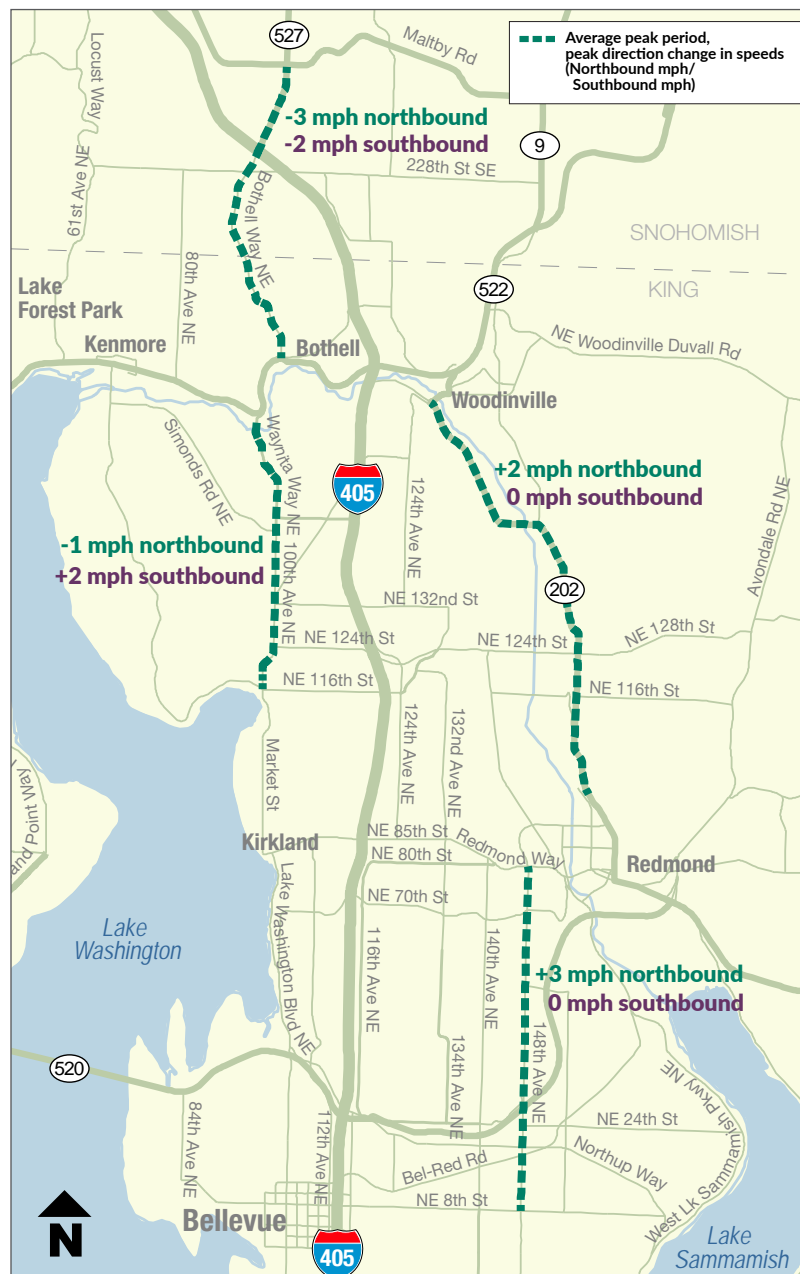 527
Maltby Rd
Average peak period,
peak direction change in speeds
(Northbound mph/
Southbound mph)
Locust Way
-3 mph northbound
-2 mph southbound
9
228th St SE
61st Ave NE
Bothell Way NE
80th Ave NE
SNOHOMISH
KING
Lake
Forest Park
522
Kenmore
Bothell
NE Woodinville Duvall Rd
Woodinville
Simonds Rd NE
Waynita Way NE
405
+2 mph northbound
0 mph southbound
124th Ave NE
Avondale Rd NE
-1 mph northbound
+2 mph southbound
100th Ave NE
202
NE 132nd St
NE 124th St
NE 124th St
NE 128th St
NE 116th St
NE 116th St
Market St
124th Ave NE
132nd Ave NE
Point Way
Kirkland
NE 85th St
Redmond Way
NE 80th St
Redmond
NE 70th St
Lake Washington Blvd NE
116th Ave NE
140th Ave NE
Lake
Washington
+3 mph northbound
0 mph southbound
148th Ave NE
134th Ave NE
520
West Lk Sammamish Pkwy NE
84th Ave NE
112th Ave NE
NE 24th St
Bel-Red Rd
Northup Way
NE 8th St
Bellevue
N
405
Lake
Sammamish